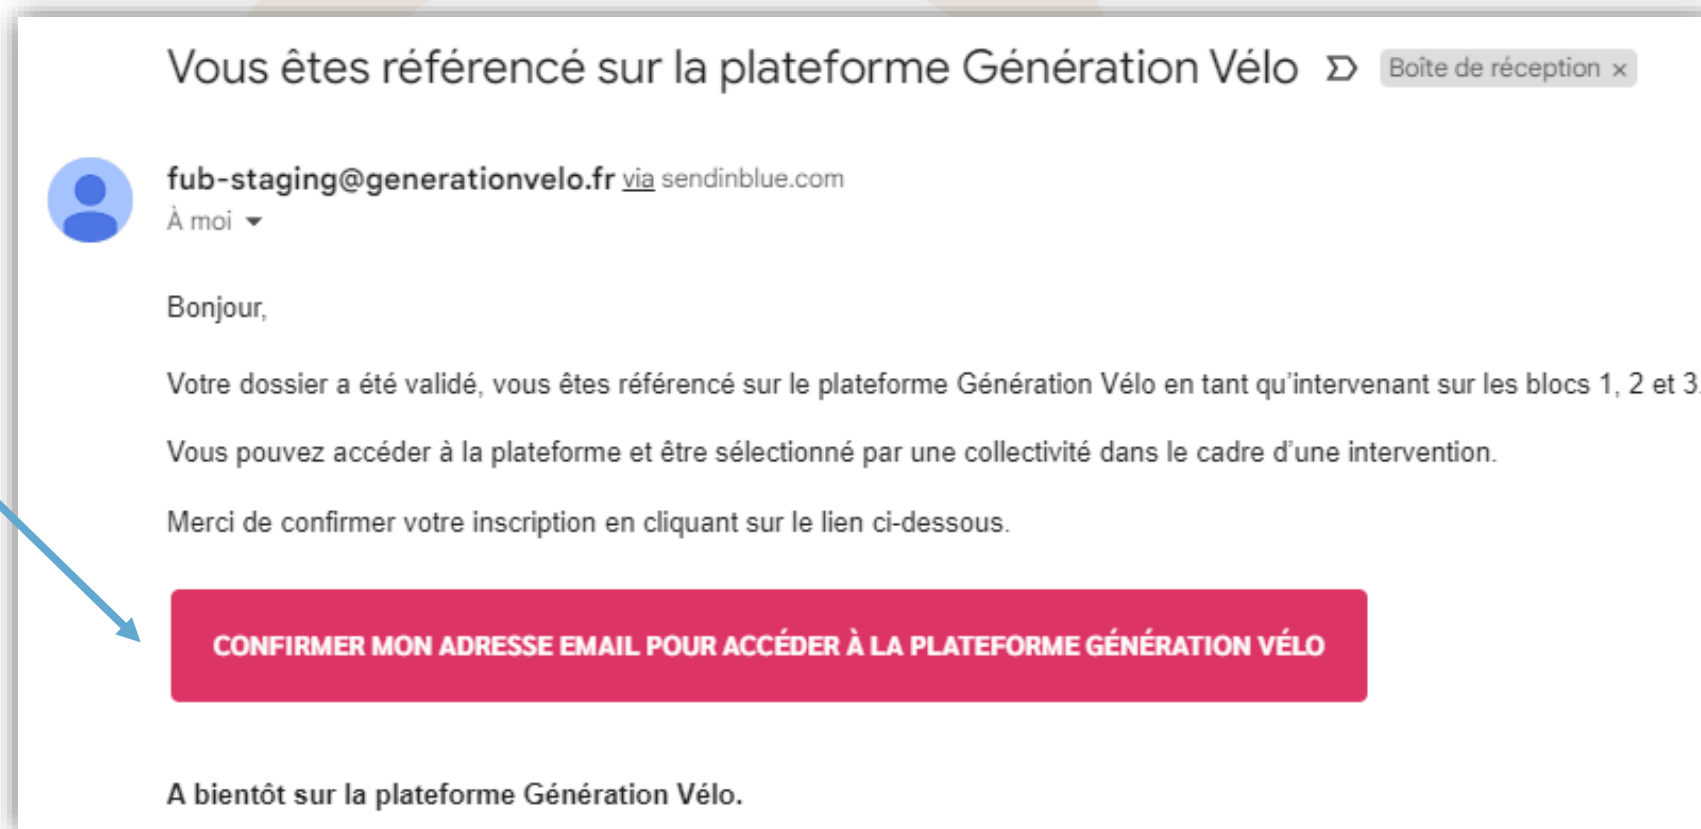 Vous êtes référencé sur la plateforme Génération Vélo Boîte de réception ×
fub-staging@generationvelo.fr via sendinblue.com
À moi
Bonjour,
Votre dossier a été validé, vous êtes référencé sur le plateforme Génération Vélo en tant qu'intervenant sur les blocs 1, 2 et 3.
Vous pouvez accéder à la plateforme et être sélectionné par une collectivité dans le cadre d'une intervention.
Merci de confirmer votre inscription en cliquant sur le lien ci-dessous.
CONFIRMER MON ADRESSE EMAIL POUR ACCÉDER À LA PLATEFORME GÉNÉRATION VÉLO
A bientôt sur la plateforme Génération Vélo.